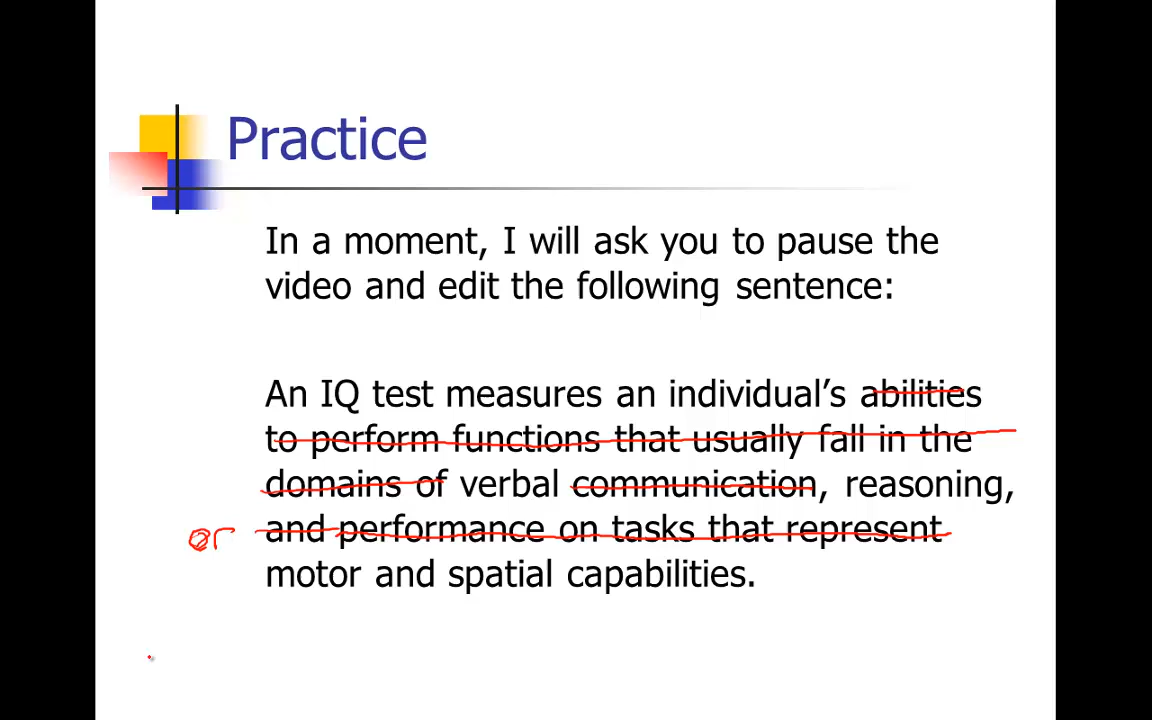 Practice
In a moment, I will ask you to pause the
video and edit the following sentence:
An IQ test measures an individual’s abilities
to perform functions that usually fall in the
domains of verbal communication, reasoning,
or and performance on tasks that represent
motor and spatial capabilities.